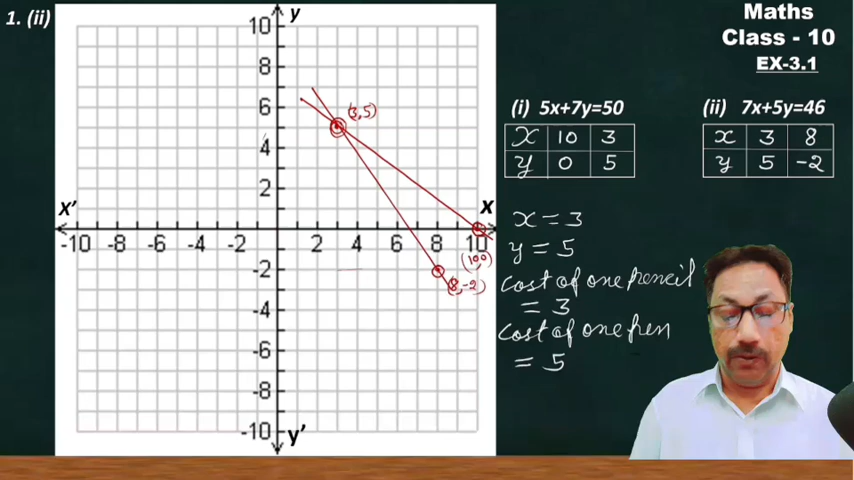 1. (ii)
Maths
Class - 10
EX-3.1
y
10
8
6
4
2
-2
-4
-6
-8
-10
y'
X'
X
-10 -8 -6 -4 -2 2 4 6 8 10
(3,5)
(10,0)
(8,-2)
(i) 5x+7y=50
x 10 3
y 0 5
(ii) 7x+5y=46
x 3 8
y 5 -2
x = 3
y = 5
cost of one pencil
= 3
cost of one pen
= 5